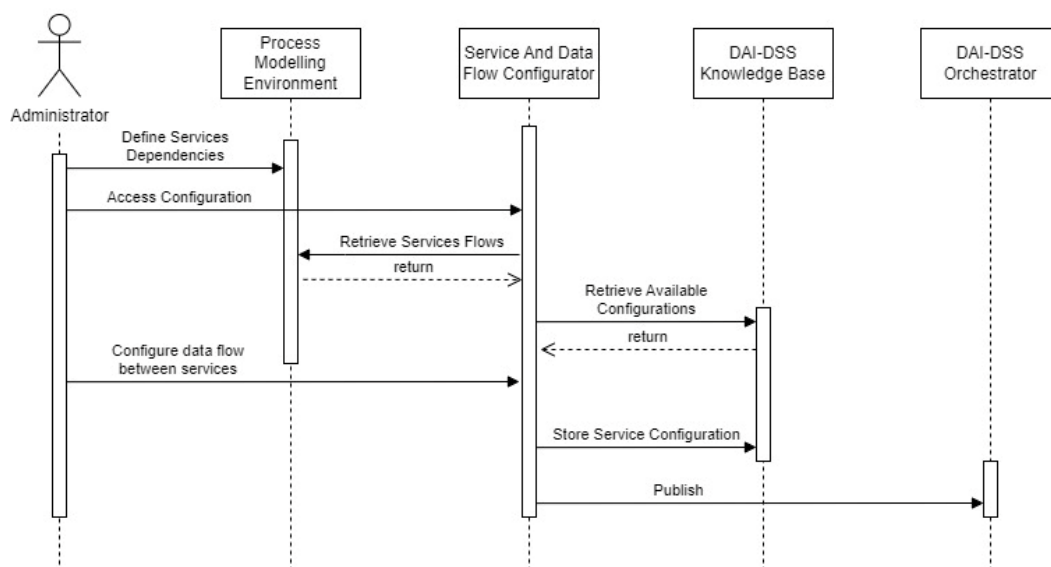 Administrator
Process
Modelling
Environment
Service And Data
Flow Configurator
DAI-DSS
Knowledge Base
DAI-DSS
Orchestrator
Define Services
Dependencies
Access Configuration
Retrieve Services Flows
return
Retrieve Available
Configurations
return
Configure data flow
between services
Store Service Configuration
Publish